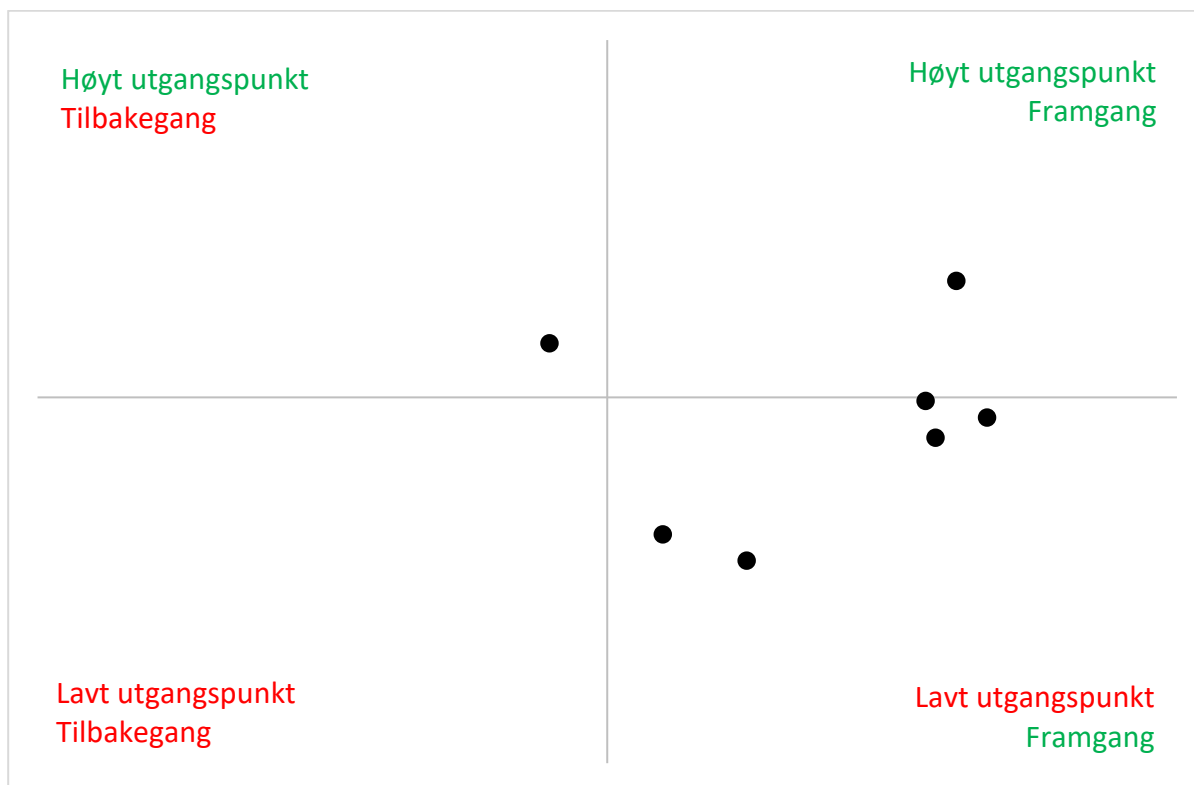 Høyt utgangspunkt
Tilbakegang
Høyt utgangspunkt
Framgang
Lavt utgangspunkt
Tilbakegang
Lavt utgangspunkt
Framgang